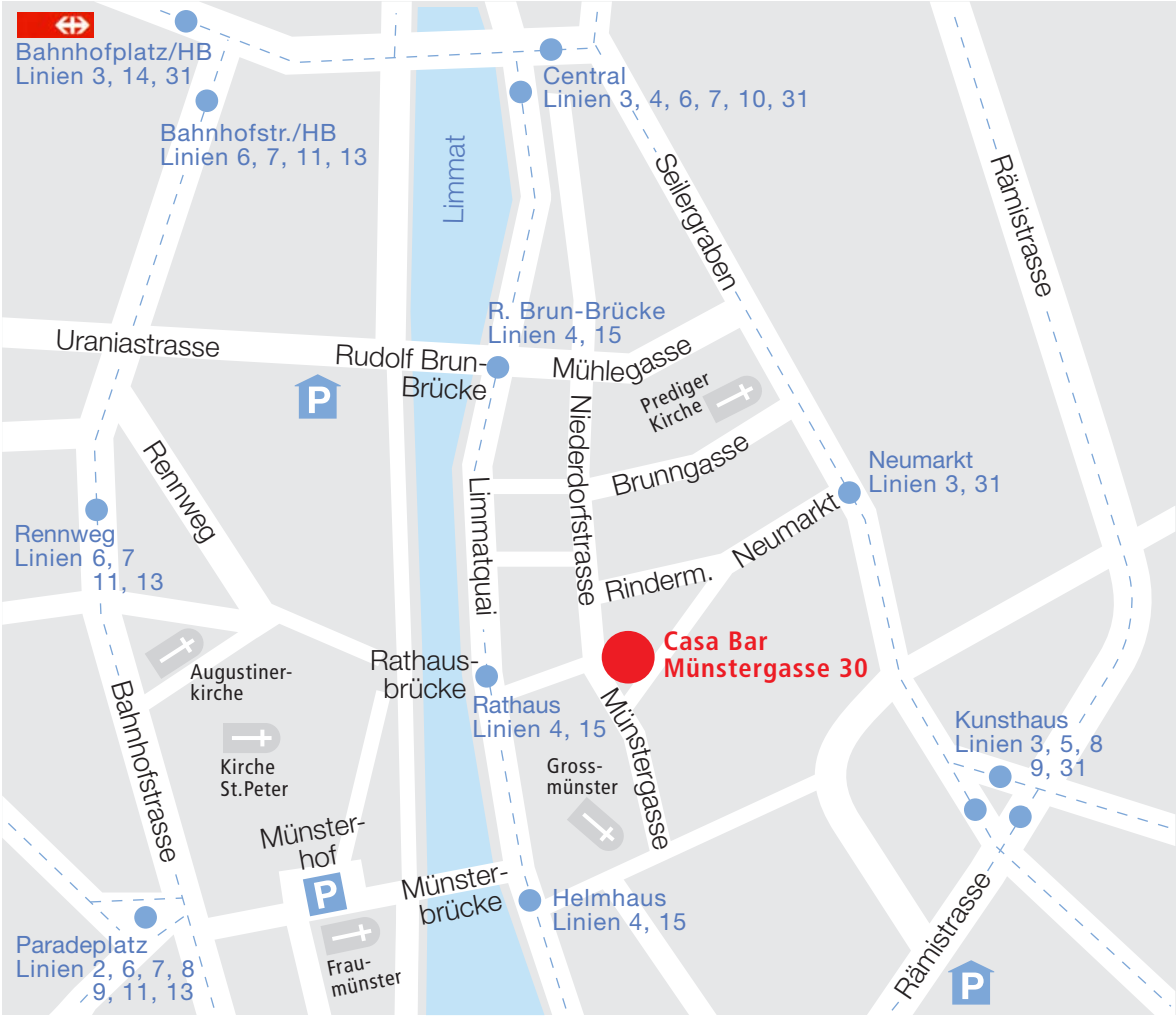 Bahnhofplatz/HB
Linien 3, 14, 31
Central
Linien 3, 4, 6, 7, 10, 31
Bahnhofstr./HB
Linien 6, 7, 11, 13
Limmat
Seilergraben
Rämistrasse
R. Brun-Brücke
Linien 4, 15
Uraniastrasse
Rudolf Brun-
Brücke
Mühlegasse
P
Prediger
Kirche
Niederdorfstrasse
Brunngasse
Rennweg
Limmatquai
Neumarkt
Linien 3, 31
Neumarkt
Rennweg
Linien 6, 7
11, 13
Rinderm.
Casa Bar
Münstergasse 30
Augustiner-
kirche
Rathaus-
brücke
Rathaus
Linien 4, 15
Münstergasse
Bahnhofstrasse
Kunsthaus
Linien 3, 5, 8
9, 31
Kirche
St.Peter
Gross-
münster
Münster-
hof
P
Münster-
brücke
Helmhaus
Linien 4, 15
Rämistrasse
Paradeplatz
Linien 2, 6, 7, 8
9, 11, 13
Frau-
münster
P